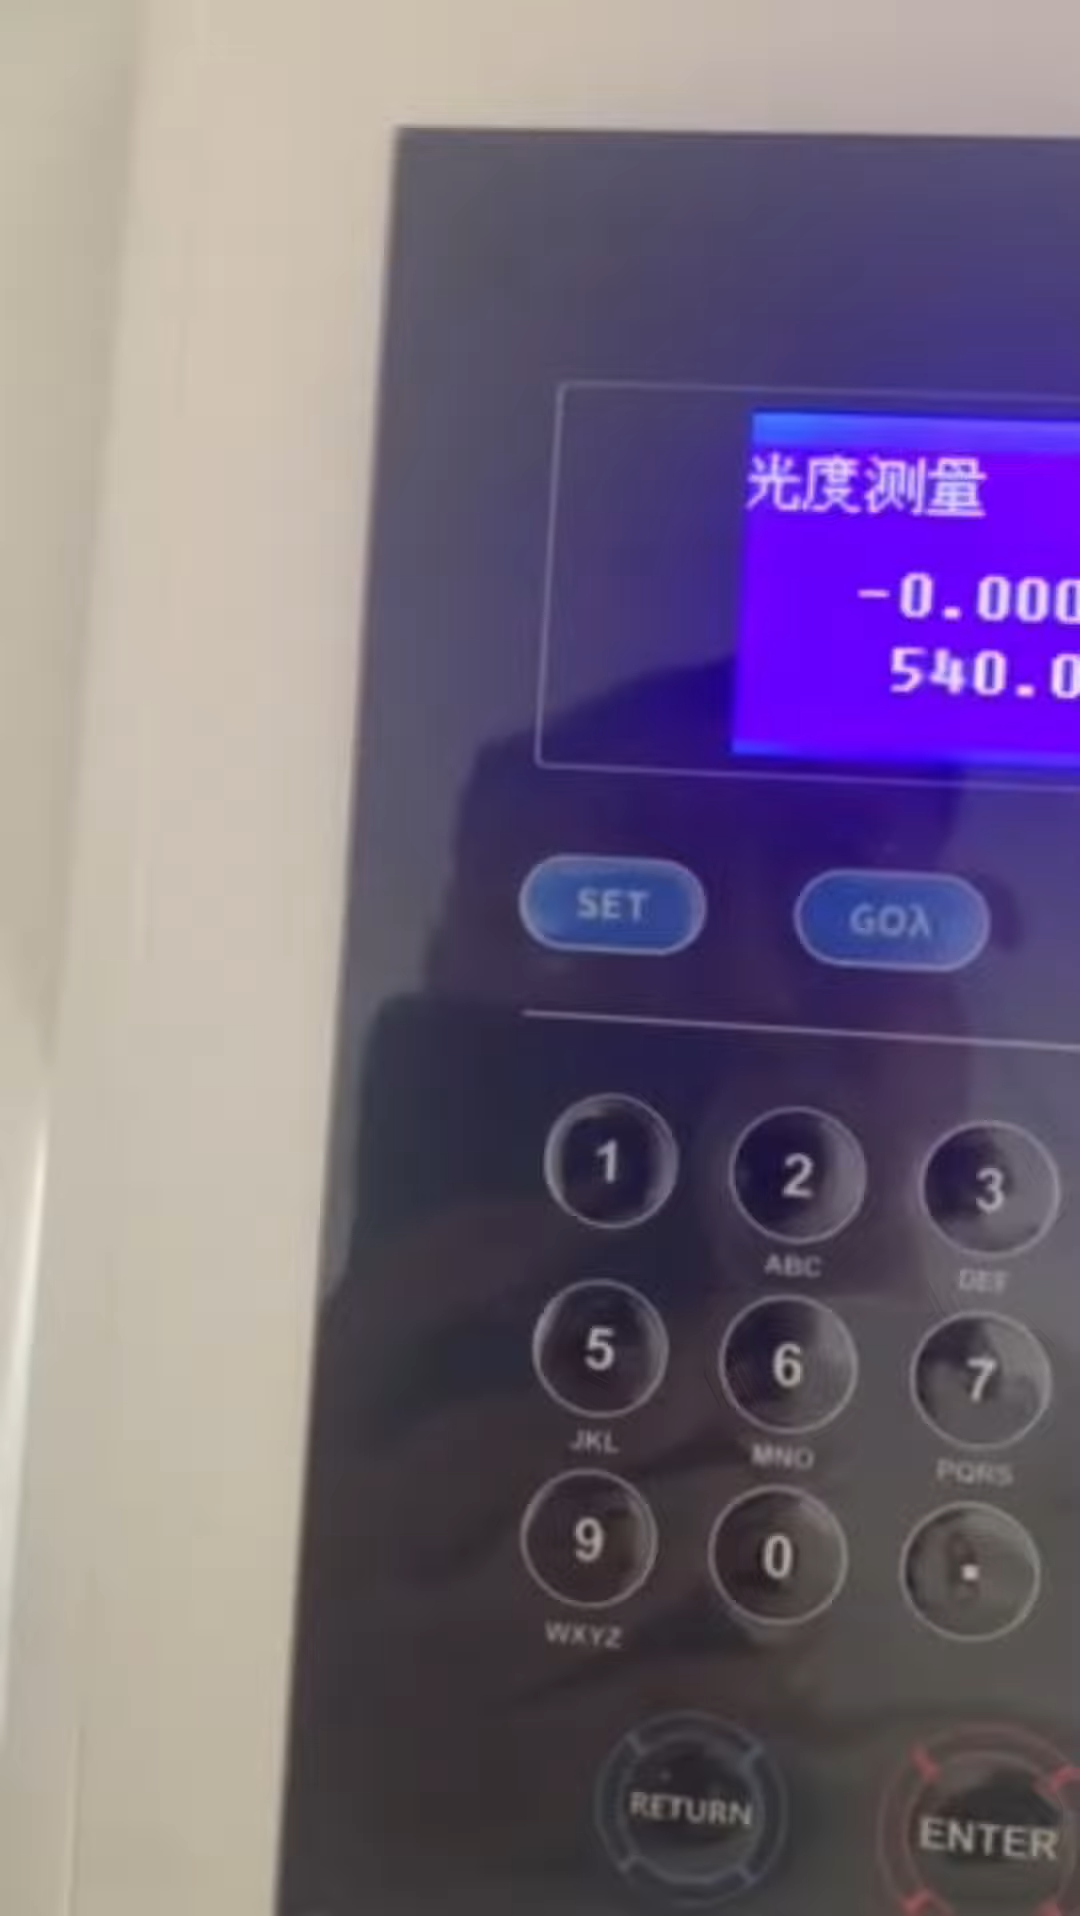 光度测量
-0.000
540.0
SET GOλ
1 2 3
ABC DEF
5 6 7
JKL MNO PQRS
9 0 .
WXYZ
RETURN ENTER